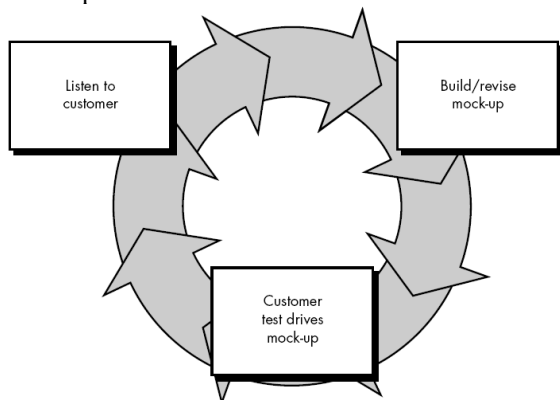 Listen to
customer
Build/revise
mock-up
Customer
test drives
mock-up